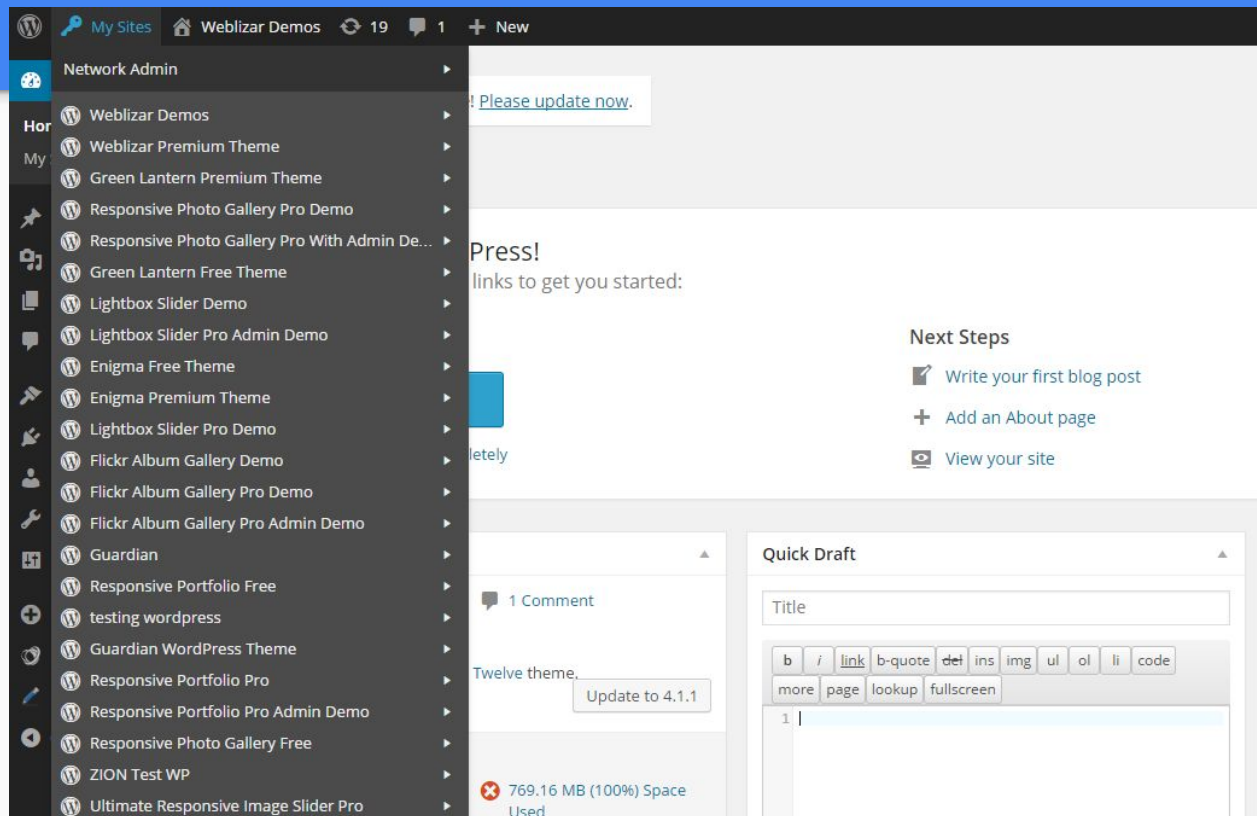 My Sites Weblizar Demos 19 1 New
Network Admin
Weblizar Demos
Weblizar Premium Theme
Green Lantern Premium Theme
Responsive Photo Gallery Pro Demo
Responsive Photo Gallery Pro With Admin De...
Green Lantern Free Theme
Lightbox Slider Demo
Lightbox Slider Pro Admin Demo
Enigma Free Theme
Enigma Premium Theme
Lightbox Slider Pro Demo
Flickr Album Gallery Demo
Flickr Album Gallery Pro Demo
Flickr Album Gallery Pro Admin Demo
Guardian
Responsive Portfolio Free
testing wordpress
Guardian WordPress Theme
Responsive Portfolio Pro
Responsive Portfolio Pro Admin Demo
Responsive Photo Gallery Free
ZION Test WP
Ultimate Responsive Image Slider Pro
Hor
My
! Please update now.
Press!
links to get you started:
letely
Next Steps
Write your first blog post
Add an About page
View your site
1 Comment
Twelve theme.
Update to 4.1.1
769.16 MB (100%) Space
Used
Quick Draft
Title
b i link b-quote del ins img ul ol li code
more page lookup fullscreen
1